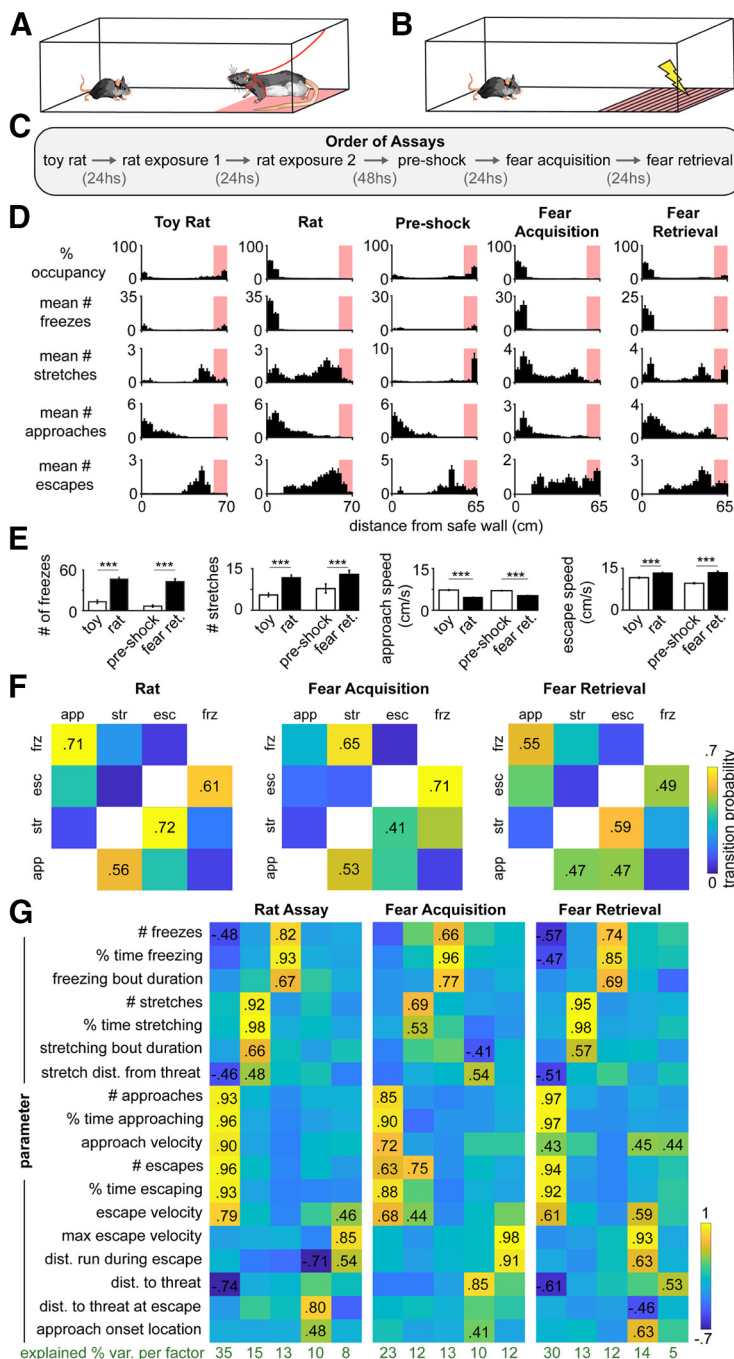 A
B
C
Order of Assays
toy rat → rat exposure 1 → rat exposure 2 → pre-shock → fear acquisition → fear retrieval
(24hs) (24hs) (48hs) (24hs) (24hs)
D
Toy Rat Rat Pre-shock Fear Acquisition Fear Retrieval
% occupancy
100 100 100 100 100
0 0 0 0 0
mean # freezes
35 35 30 30 25
0 0 0 0 0
mean # stretches
3 3 10 4 4
0 0 0 0 0
mean # approaches
6 6 6 3 4
0 0 0 0 0
mean # escapes
3 3 5 2 3
0 0 0 0 0
0 70 0 70 0 65 0 65 0 65
distance from safe wall (cm)
E
# of freezes
60
0
*** ***
toy rat pre-shock fear ret.
# stretches
15
0
*** ***
toy rat pre-shock fear ret.
approach speed (cm/s)
15
0
*** ***
toy rat pre-shock fear ret.
escape speed (cm/s)
15
0
*** ***
toy rat pre-shock fear ret.
F
Rat Fear Acquisition Fear Retrieval
app str esc frz app str esc frz app str esc frz
frz .71 .65 .55
esc .61 .71 .49
str .72 .41 .59
app .56 .53 .47 .47
.7
transition probability
0
G
Rat Assay Fear Acquisition Fear Retrieval
parameter
# freezes -.48 .82 .66 -.57 .74
% time freezing .93 .96 -.47 .85
freezing bout duration .67 .77 .69
# stretches .92 .69 .95
% time stretching .98 .53 .98
stretching bout duration .66 -.41 .57
stretch dist. from threat -.46 .48 .54 -.51
# approaches .93 .85 .97
% time approaching .96 .90 .97
approach velocity .90 .72 .43 .45 .44
# escapes .96 .63 .75 .94
% time escaping .93 .88 .92
escape velocity .79 .46 .68 .44 .61 .59
max escape velocity .85 .98 .93
dist. run during escape -.71 .54 .91 .63
dist. to threat -.74 .85 -.61 .53
dist. to threat at escape .80 -.46
approach onset location .48 .41 .63
1
-.7
explained % var. per factor 35 15 13 10 8 23 12 13 10 12 30 13 12 14 5